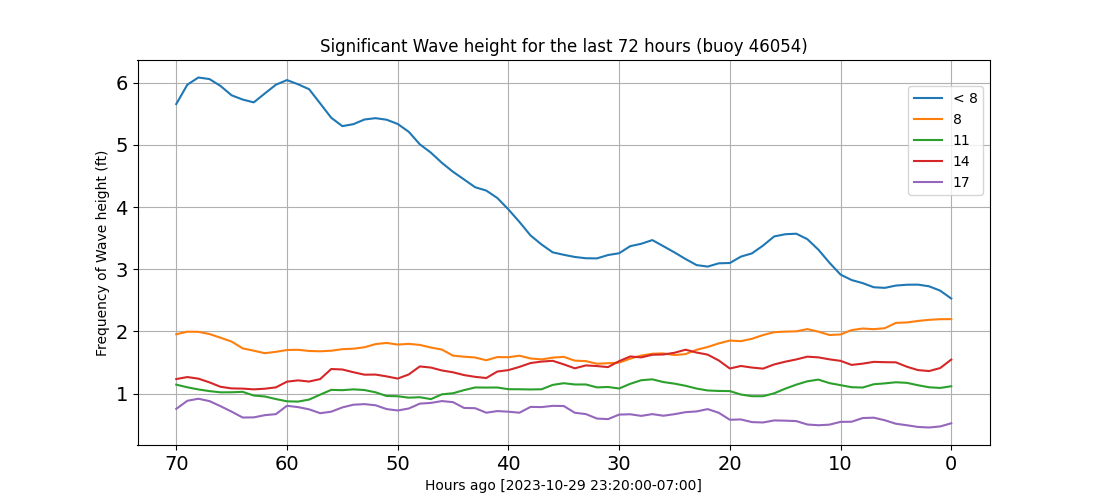 Significant Wave height for the last 72 hours (buoy 46054)
Frequency of Wave height (ft)
6
5
4
3
2
1
< 8
8
11
14
17
70 60 50 40 30 20 10 0
Hours ago [2023-10-29 23:20:00-07:00]